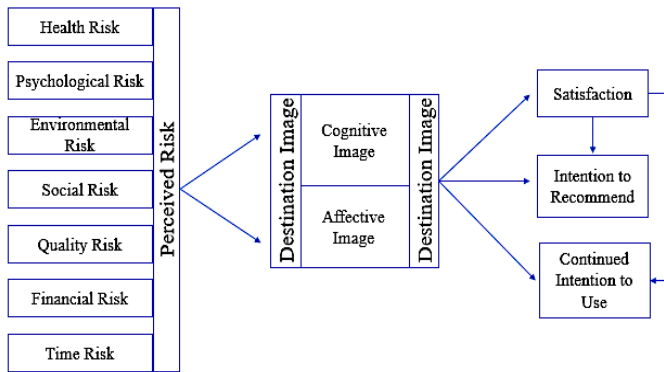 Health Risk
Psychological Risk
Environmental
Risk
Social Risk
Quality Risk
Financial Risk
Time Risk
Perceived Risk
Destination Image
Cognitive
Image
Affective
Image
Destination Image
Satisfaction
Intention to
Recommend
Continued
Intention to
Use